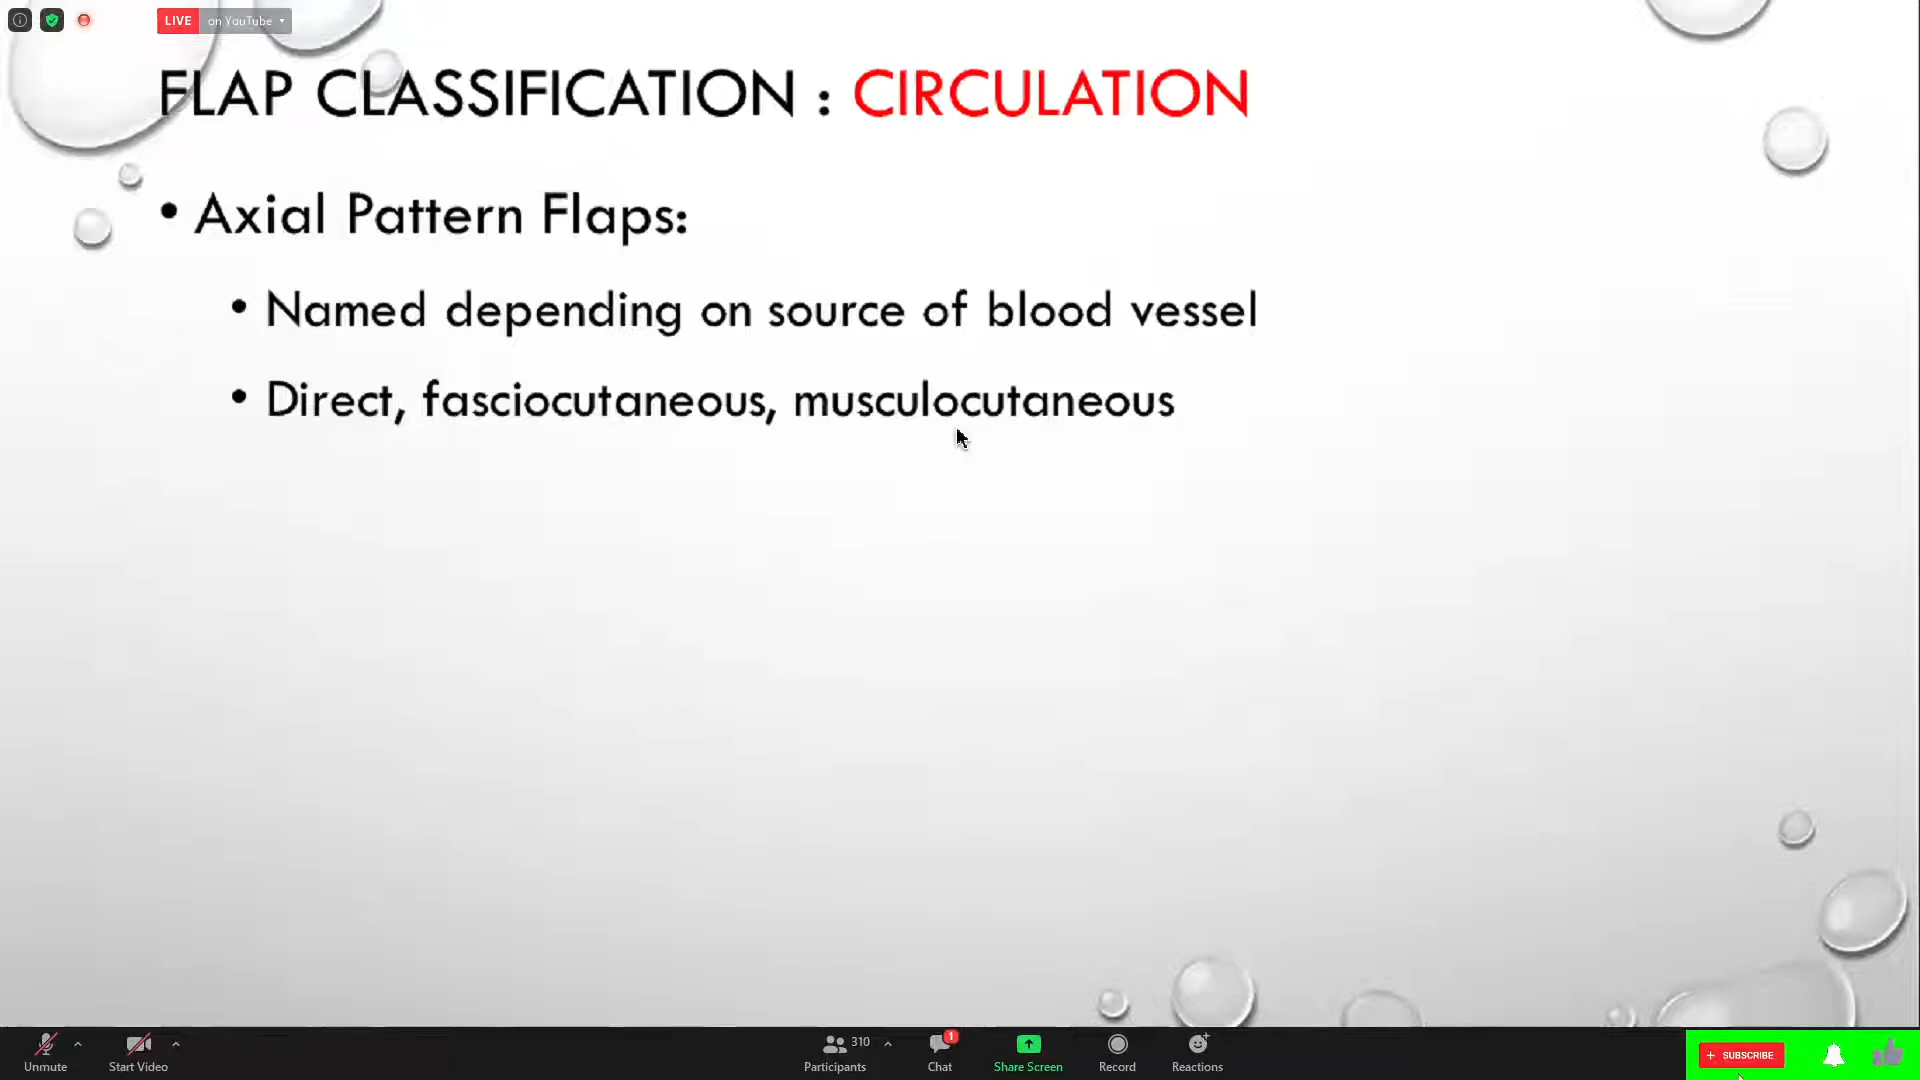 LIVE on YouTube
FLAP CLASSIFICATION : CIRCULATION
• Axial Pattern Flaps:
• Named depending on source of blood vessel
• Direct, fasciocutaneous, musculocutaneous
310
1
Unmute
Start Video
Participants
Chat
Share Screen
Record
Reactions
+ SUBSCRIBE